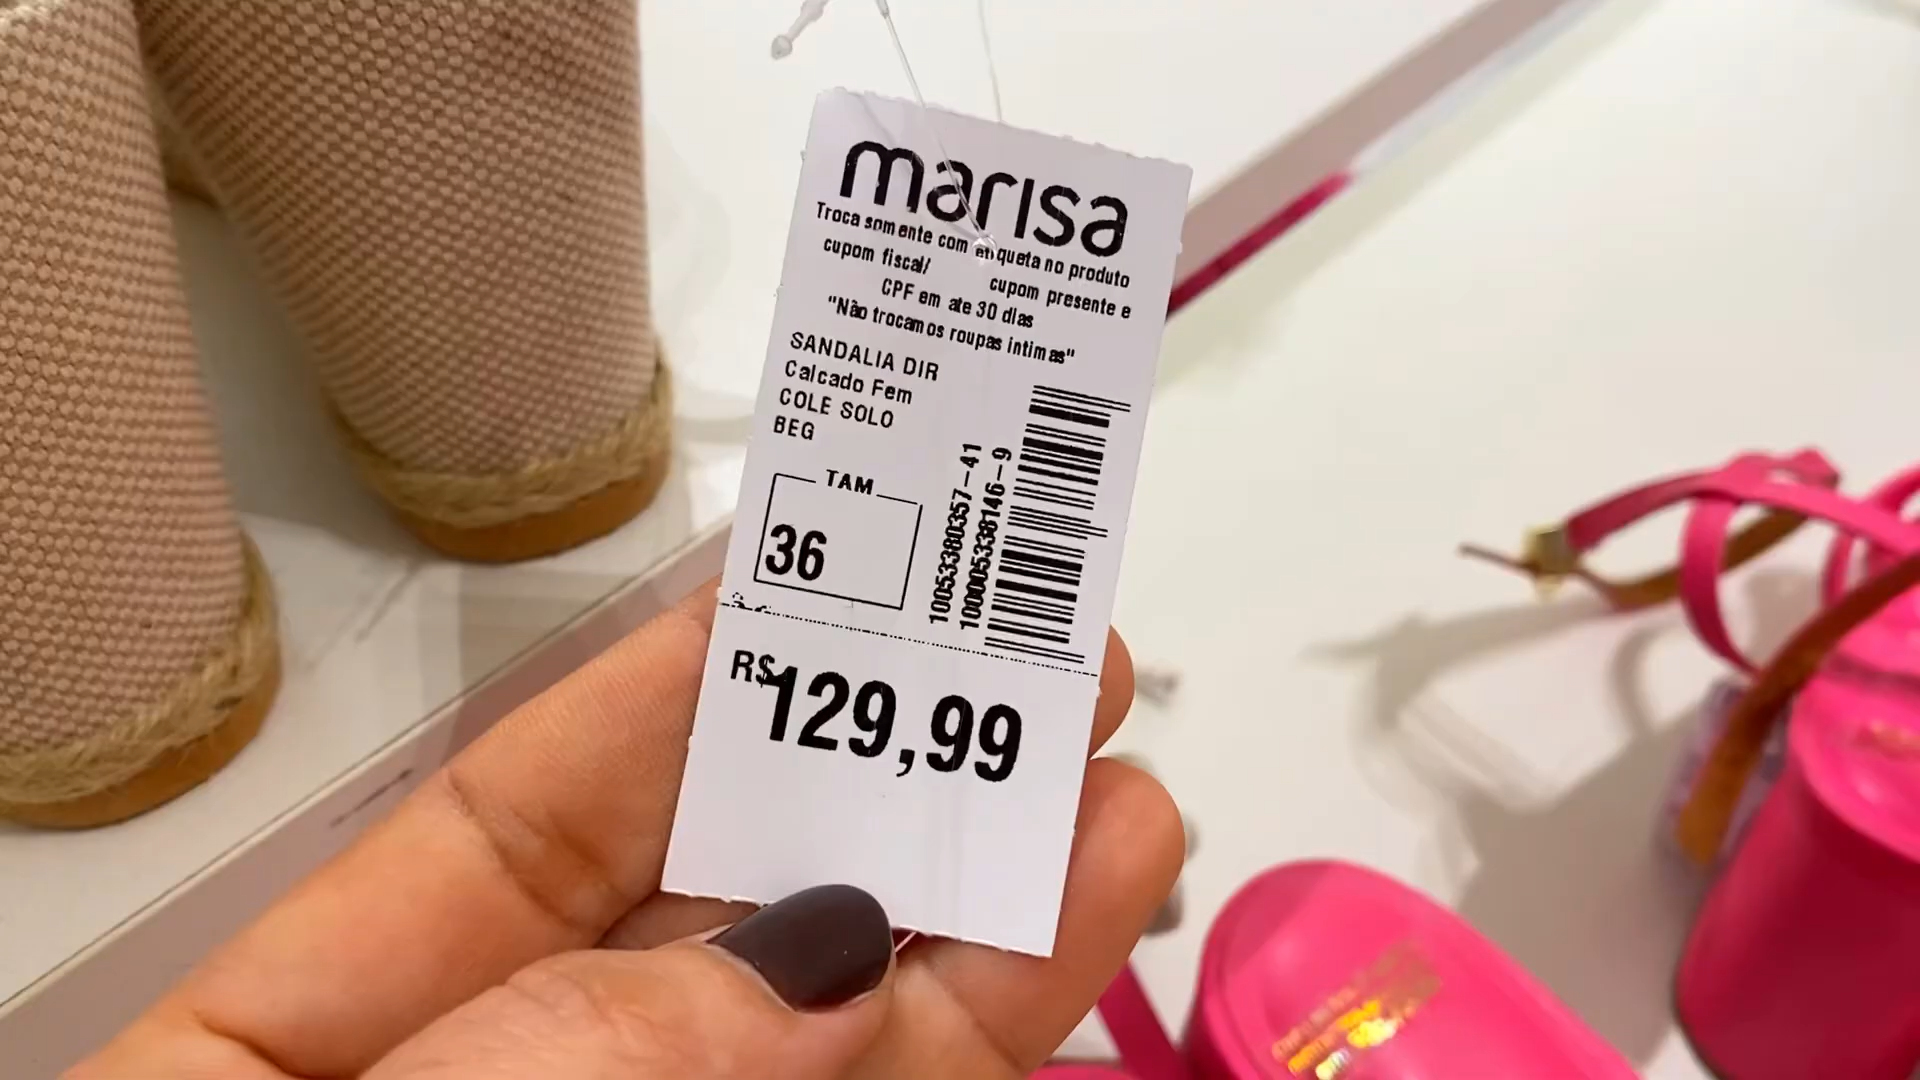 marisa
Troca somente com etiqueta no produto
cupom fiscal/ cupom presente e
CPF em ate 30 dias
"Não trocamos roupas intimas"
SANDALIA DIR
Calcado Fem
COLE SOLO
BEG
TAM
36
10053380357-41
100005338146-9
R$129,99